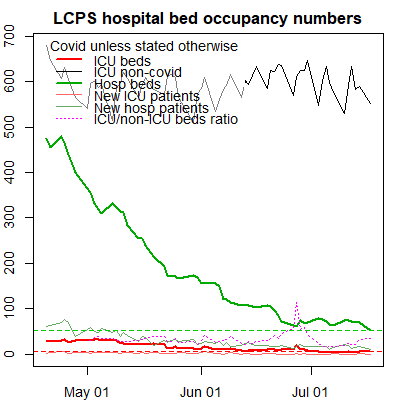 LCPS hospital bed occupancy numbers
Covid unless stated otherwise
ICU beds
ICU non-covid
Hosp beds
New ICU patients
New hosp patients
ICU/non-ICU beds ratio
700
600
500
400
300
200
100
0
May 01
Jun 01
Jul 01